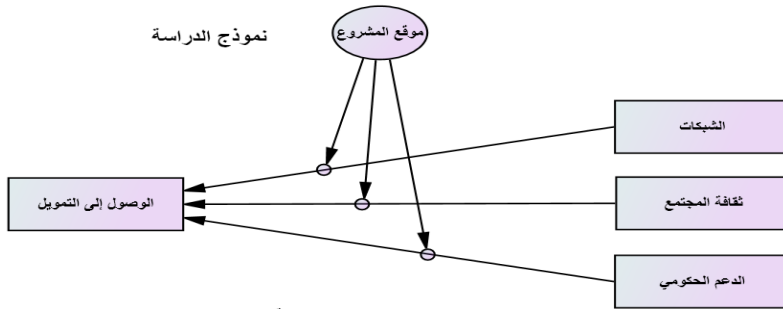 نموذج الدراسة
موقع المشروع
الشبكات
ثقافة المجتمع
الوصول إلى التمويل
الدعم الحكومي